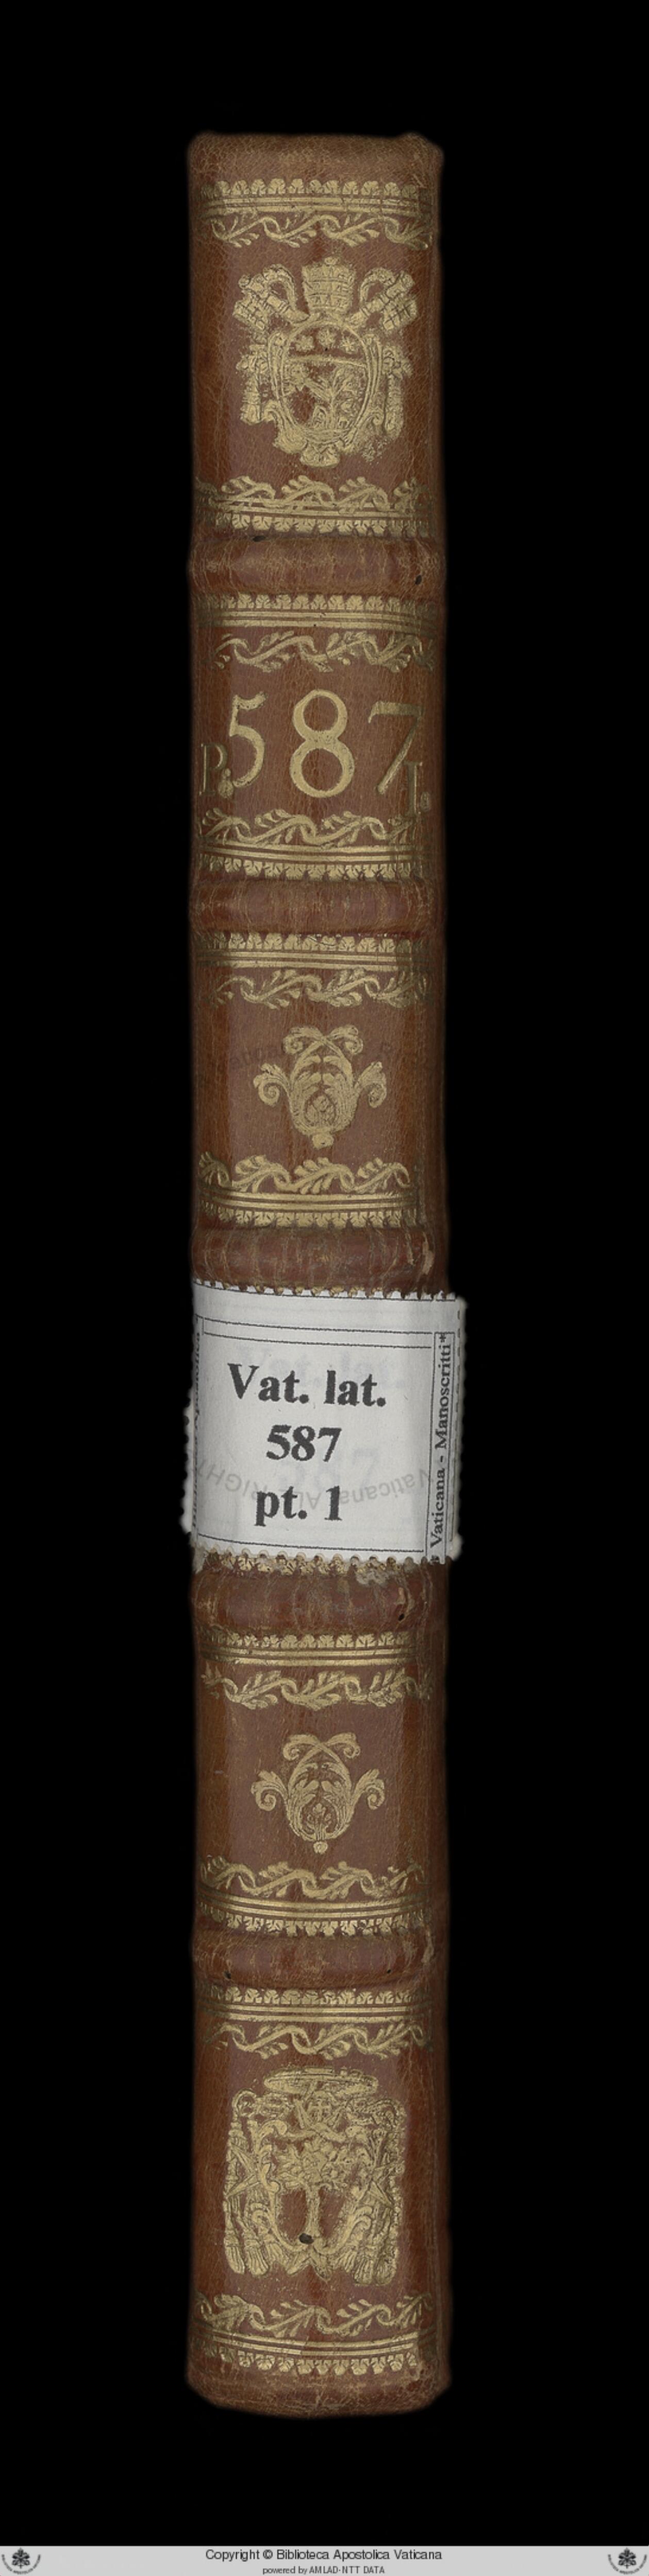 587
P. I.
Vat. lat.
587
pt. 1
Vaticana - Manoscritti*
Copyright © Biblioteca Apostolica Vaticana
powered by AMLAD·NTT DATA